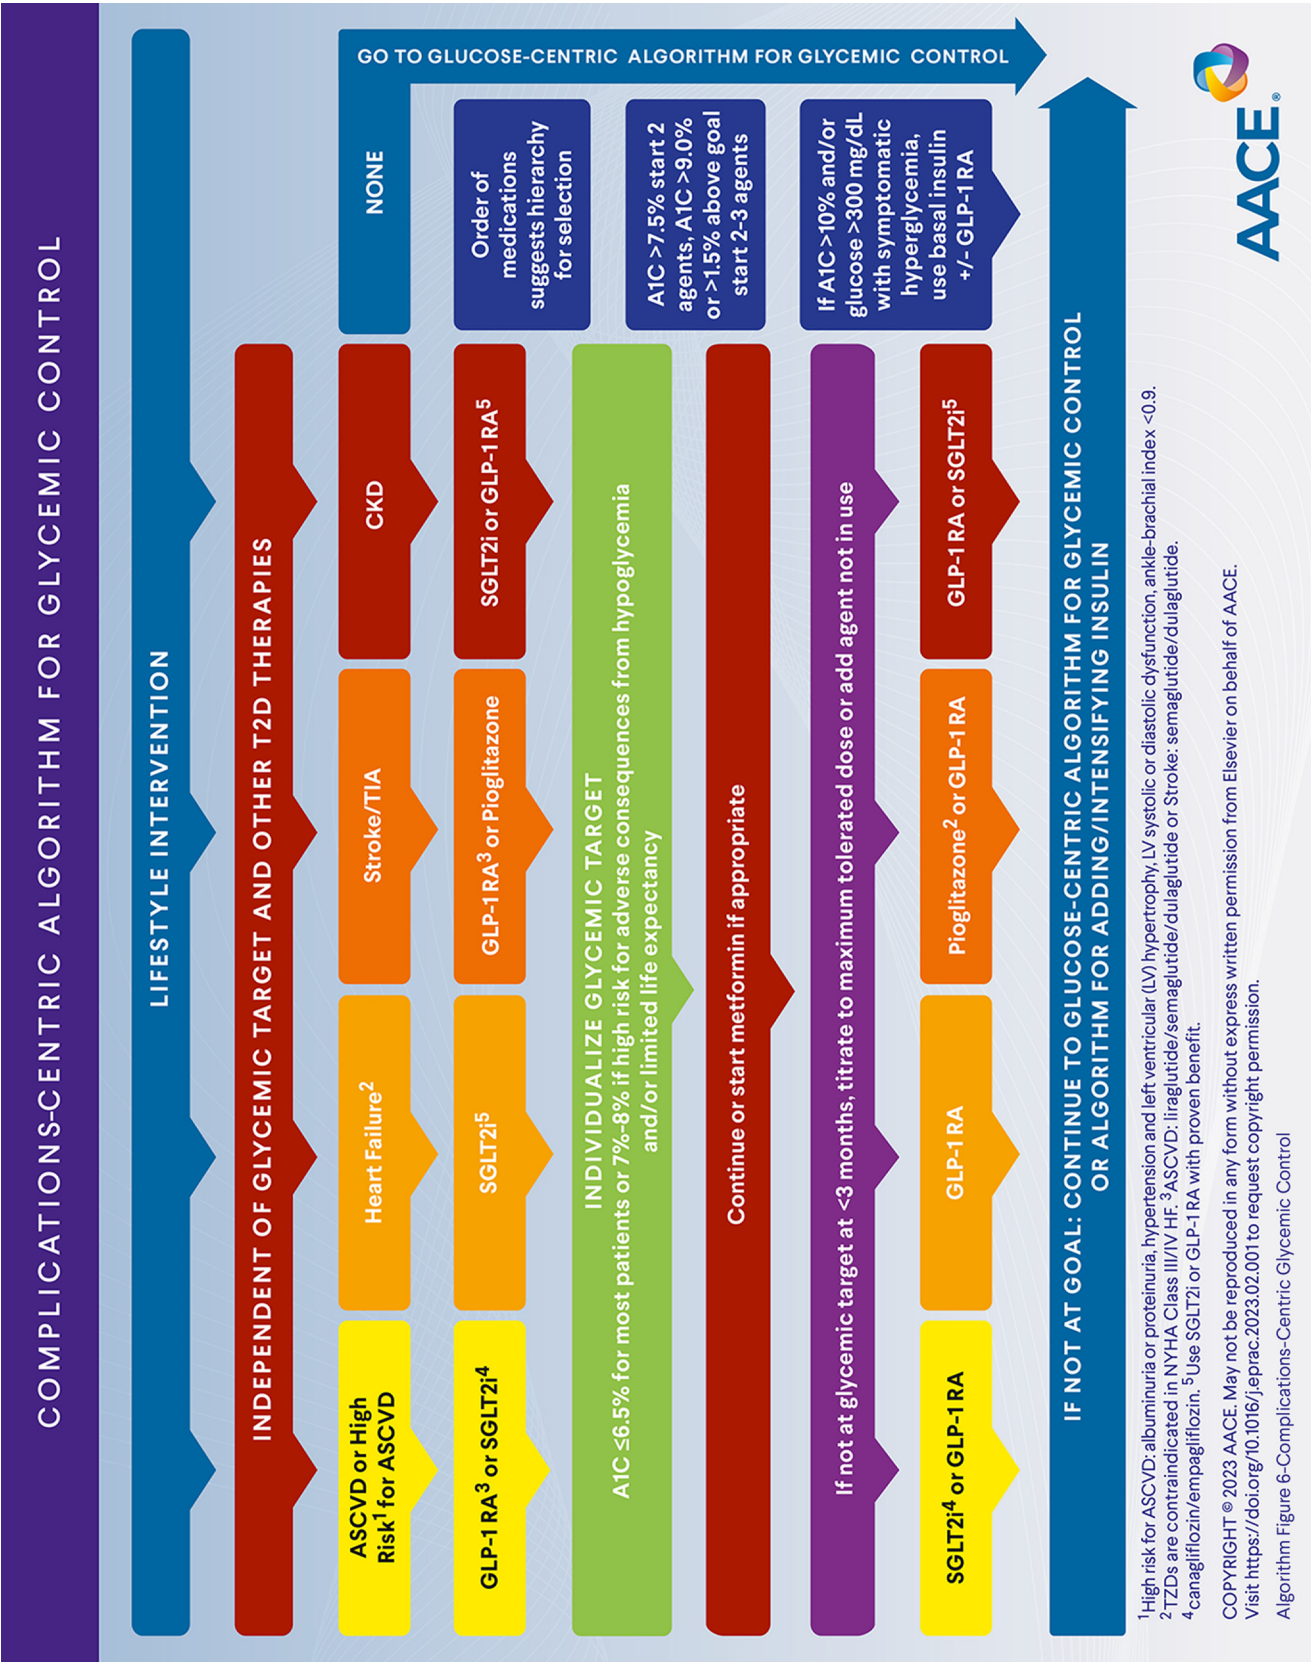 COMPLICATIONS-CENTRIC ALGORITHM FOR GLYCEMIC CONTROL
LIFESTYLE INTERVENTION
INDEPENDENT OF GLYCEMIC TARGET AND OTHER T2D THERAPIES
ASCVD or High
Risk¹ for ASCVD
Heart Failure²
Stroke/TIA
CKD
NONE
GO TO GLUCOSE-CENTRIC ALGORITHM FOR GLYCEMIC CONTROL
GLP-1 RA³ or SGLT2i⁴
SGLT2i⁵
GLP-1 RA³ or Pioglitazone
SGLT2i or GLP-1 RA⁵
Order of
medications
suggests hierarchy
for selection
INDIVIDUALIZE GLYCEMIC TARGET
A1C ≤6.5% for most patients or 7%-8% if high risk for adverse consequences from hypoglycemia
and/or limited life expectancy
A1C >7.5% start 2
agents, A1C >9.0%
or >1.5% above goal
start 2-3 agents
Continue or start metformin if appropriate
If not at glycemic target at <3 months, titrate to maximum tolerated dose or add agent not in use
If A1C >10% and/or
glucose >300 mg/dL
with symptomatic
hyperglycemia,
use basal insulin
+/- GLP-1 RA
SGLT2i⁴ or GLP-1 RA
GLP-1 RA
Pioglitazone² or GLP-1 RA
GLP-1 RA or SGLT2i⁵
IF NOT AT GOAL: CONTINUE TO GLUCOSE-CENTRIC ALGORITHM FOR GLYCEMIC CONTROL
OR ALGORITHM FOR ADDING/INTENSIFYING INSULIN
¹High risk for ASCVD: albuminuria or proteinuria, hypertension and left ventricular (LV) hypertrophy, LV systolic or diastolic dysfunction, ankle-brachial index <0.9.
²TZDs are contraindicated in NYHA Class III/IV HF. ³ASCVD: liraglutide/semaglutide/dulaglutide or Stroke: semaglutide/dulaglutide.
⁴canagliflozin/empagliflozin. ⁵Use SGLT2i or GLP-1 RA with proven benefit.
COPYRIGHT © 2023 AACE. May not be reproduced in any form without express written permission from Elsevier on behalf of AACE.
Visit https://doi.org/10.1016/j.eprac.2023.02.001 to request copyright permission.
Algorithm Figure 6-Complications-Centric Glycemic Control
AACE®